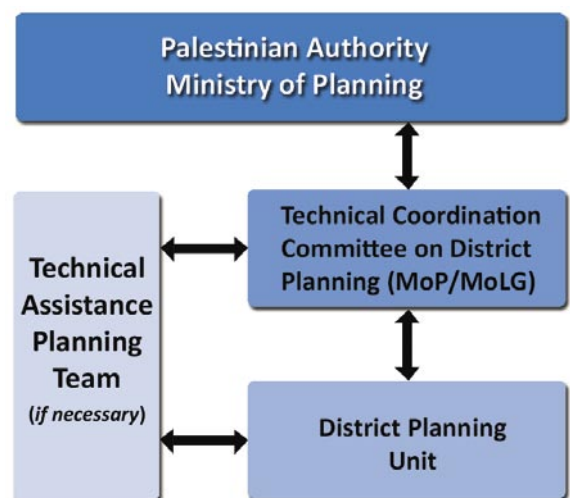 Palestinian Authority
Ministry of Planning
Technical Coordination
Committee on District
Planning (MoP/MoLG)
Technical
Assistance
Planning
Team
(if necessary)
District Planning
Unit